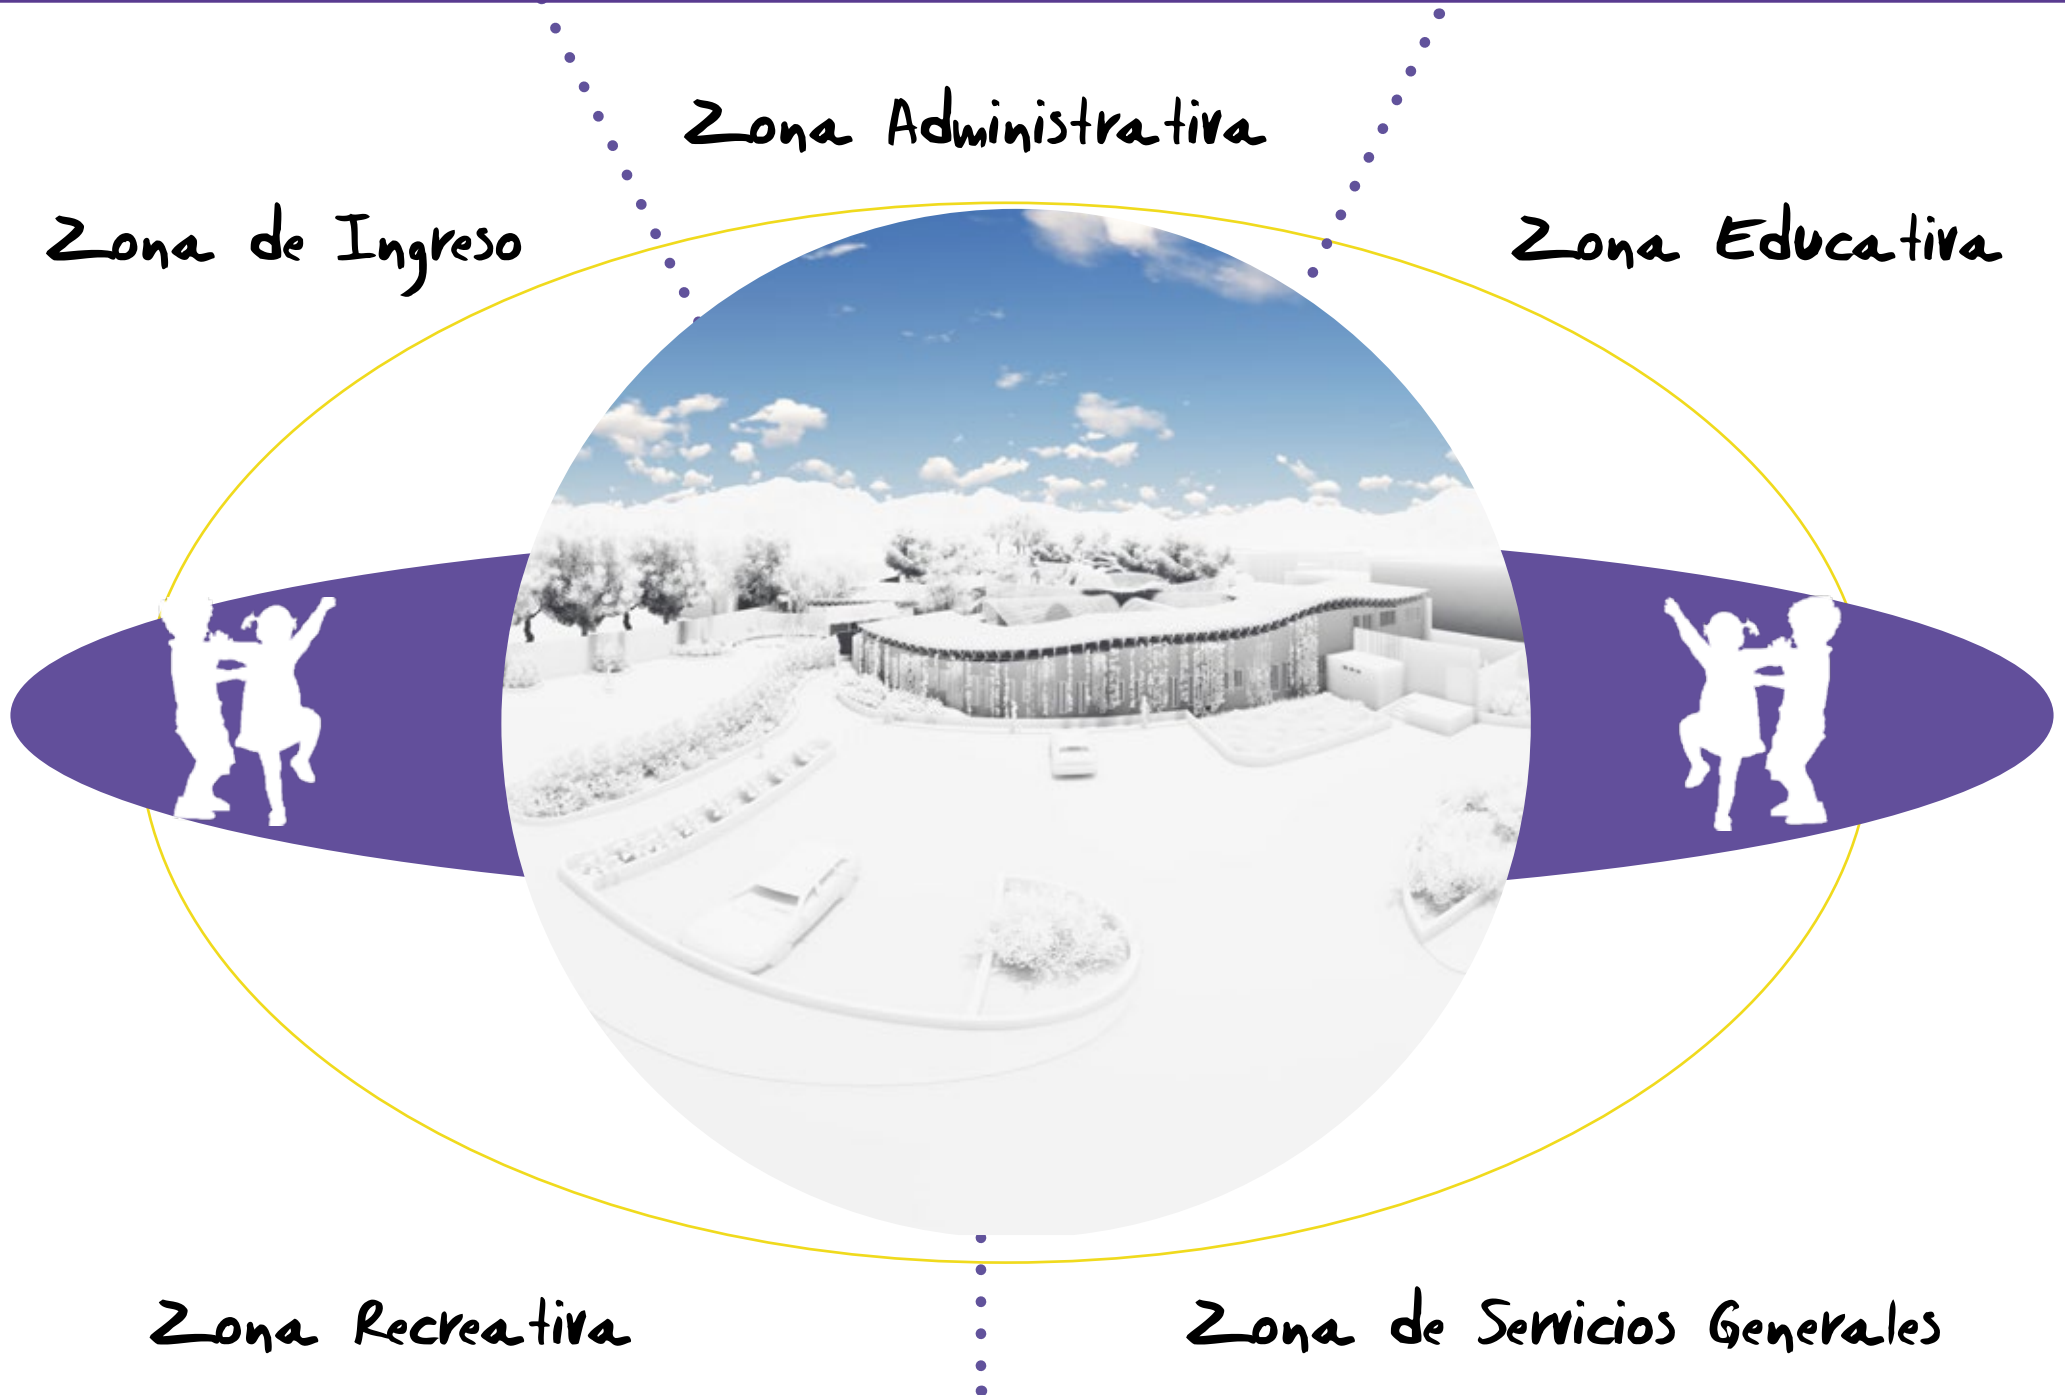 Zona Administrativa
Zona de Ingreso
Zona Educativa
Zona Recreativa
Zona de Servicios Generales